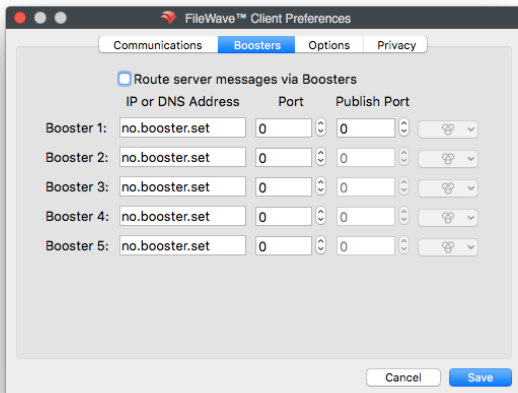 FileWave™ Client Preferences
Communications Boosters Options Privacy
Route server messages via Boosters
IP or DNS Address Port Publish Port
Booster 1: no.booster.set 0 0
Booster 2: no.booster.set 0 0
Booster 3: no.booster.set 0 0
Booster 4: no.booster.set 0 0
Booster 5: no.booster.set 0 0
Cancel Save